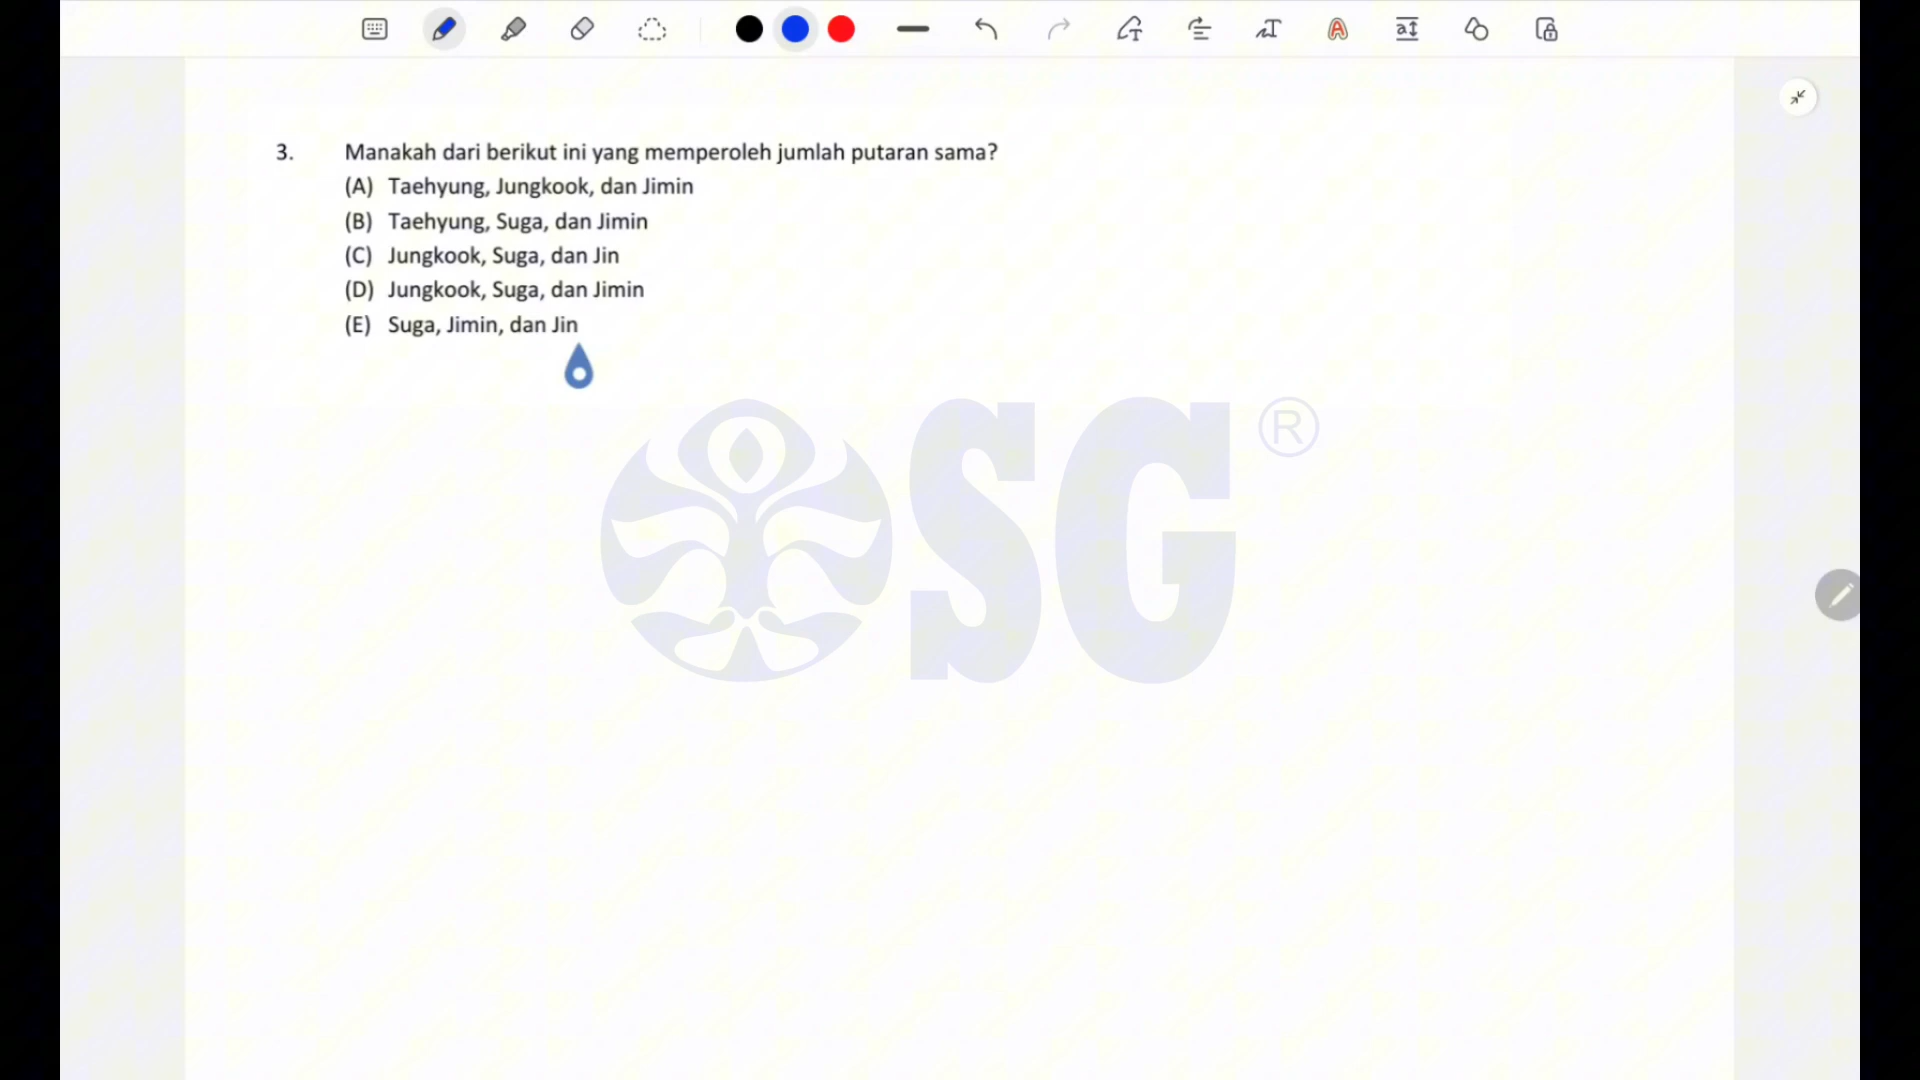 3. Manakah dari berikut ini yang memperoleh jumlah putaran sama?
(A) Taehyung, Jungkook, dan Jimin
(B) Taehyung, Suga, dan Jimin
(C) Jungkook, Suga, dan Jin
(D) Jungkook, Suga, dan Jimin
(E) Suga, Jimin, dan Jin
SG®